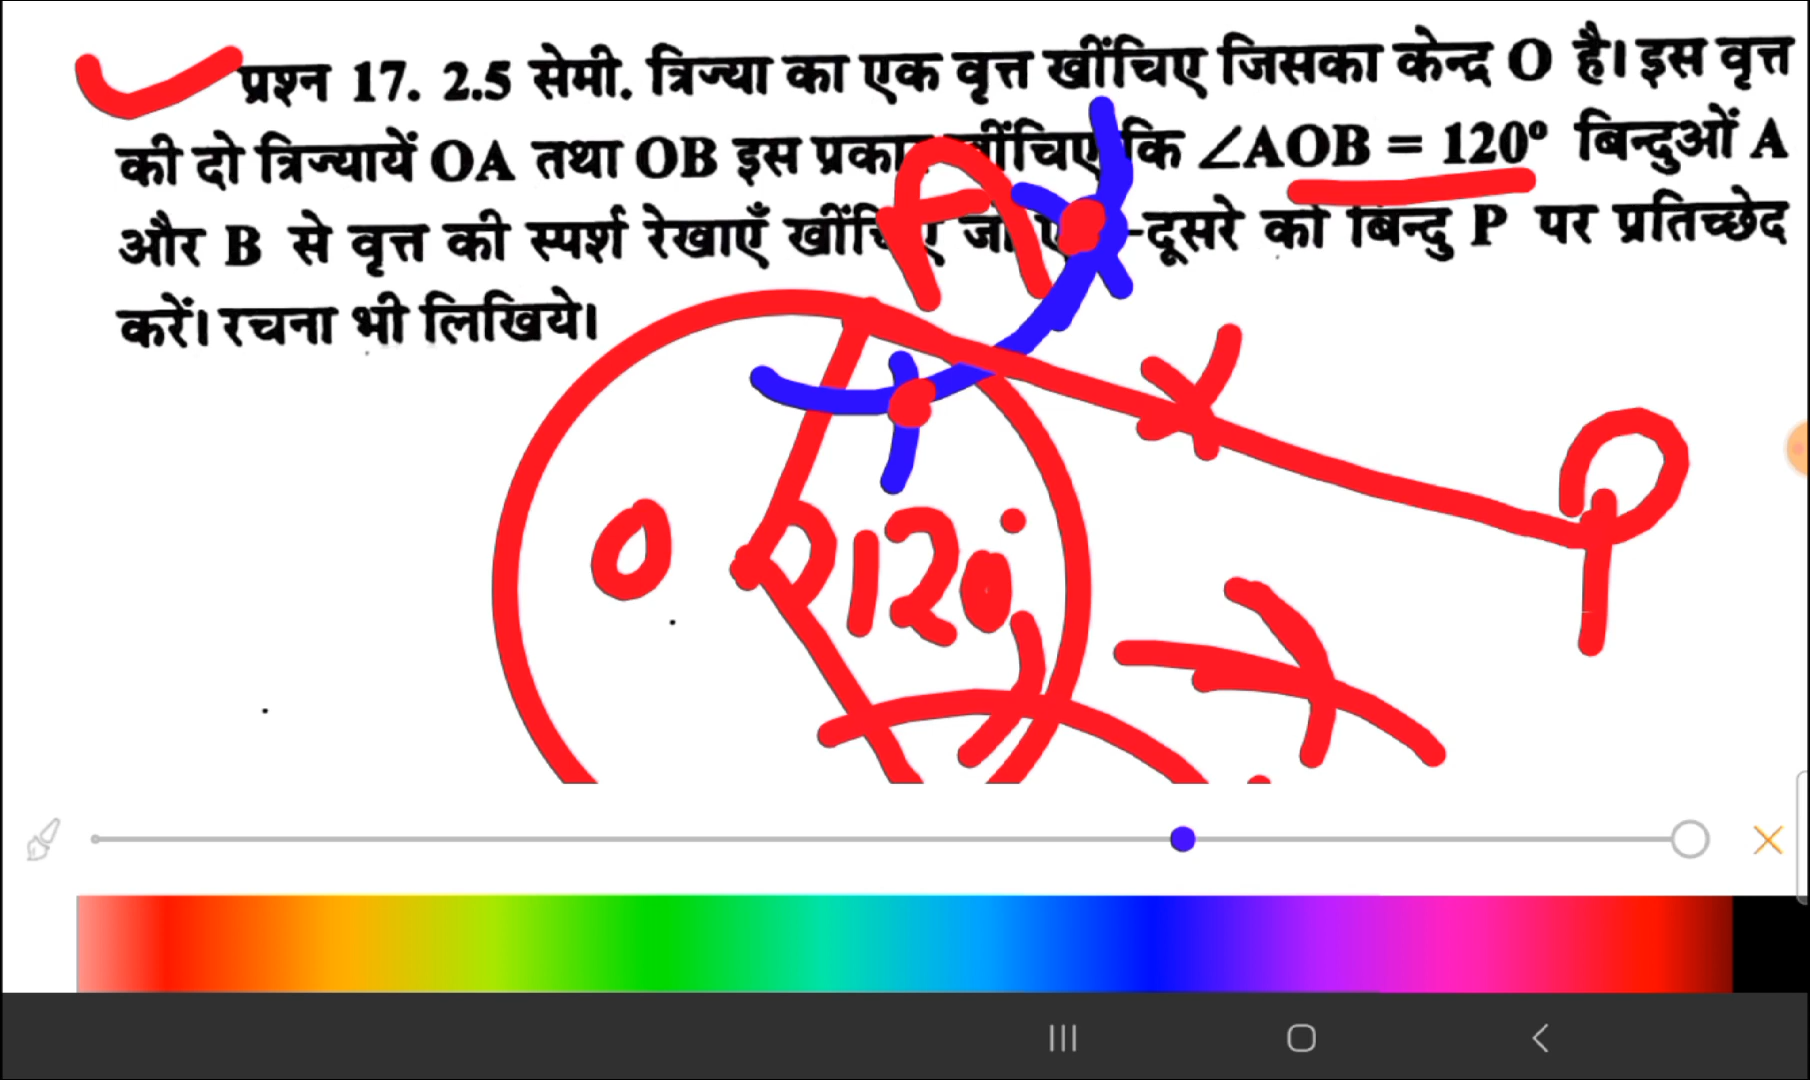 प्रश्न 17. 2.5 सेमी. त्रिज्या का एक वृत्त खींचिए जिसका केन्द्र O है। इस वृत्त
की दो त्रिज्यायें OA तथा OB इस प्रकार खींचिए कि ∠AOB = 120° बिन्दुओं A
और B से वृत्त की स्पर्श रेखाएँ खींचिए -दूसरे को बिन्दु P पर प्रतिच्छेद
करें। रचना भी लिखिये।
A
O 120°
P